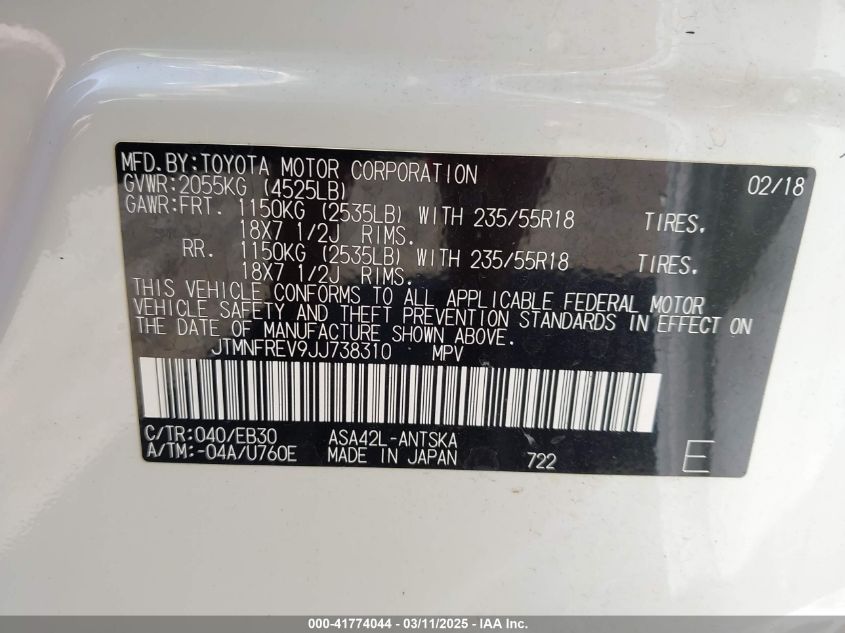 MFD.BY:TOYOTA MOTOR CORPORATION 02/18
GVWR:2055KG (4525LB)
GAWR:FRT. 1150KG (2535LB) WITH 235/55R18 TIRES.
18X7 1/2J RIMS.
RR. 1150KG (2535LB) WITH 235/55R18 TIRES.
18X7 1/2J RIMS.
THIS VEHICLE CONFORMS TO ALL APPLICABLE FEDERAL MOTOR
VEHICLE SAFETY AND THEFT PREVENTION STANDARDS IN EFFECT ON
THE DATE OF MANUFACTURE SHOWN ABOVE.
JTMNFREV9JJ738310 MPV
C/TR:040/EB30 ASA42L-ANTSKA
A/TM:-04A/U760E MADE IN JAPAN 722 E
000-41774044 - 03/11/2025 - IAA Inc.